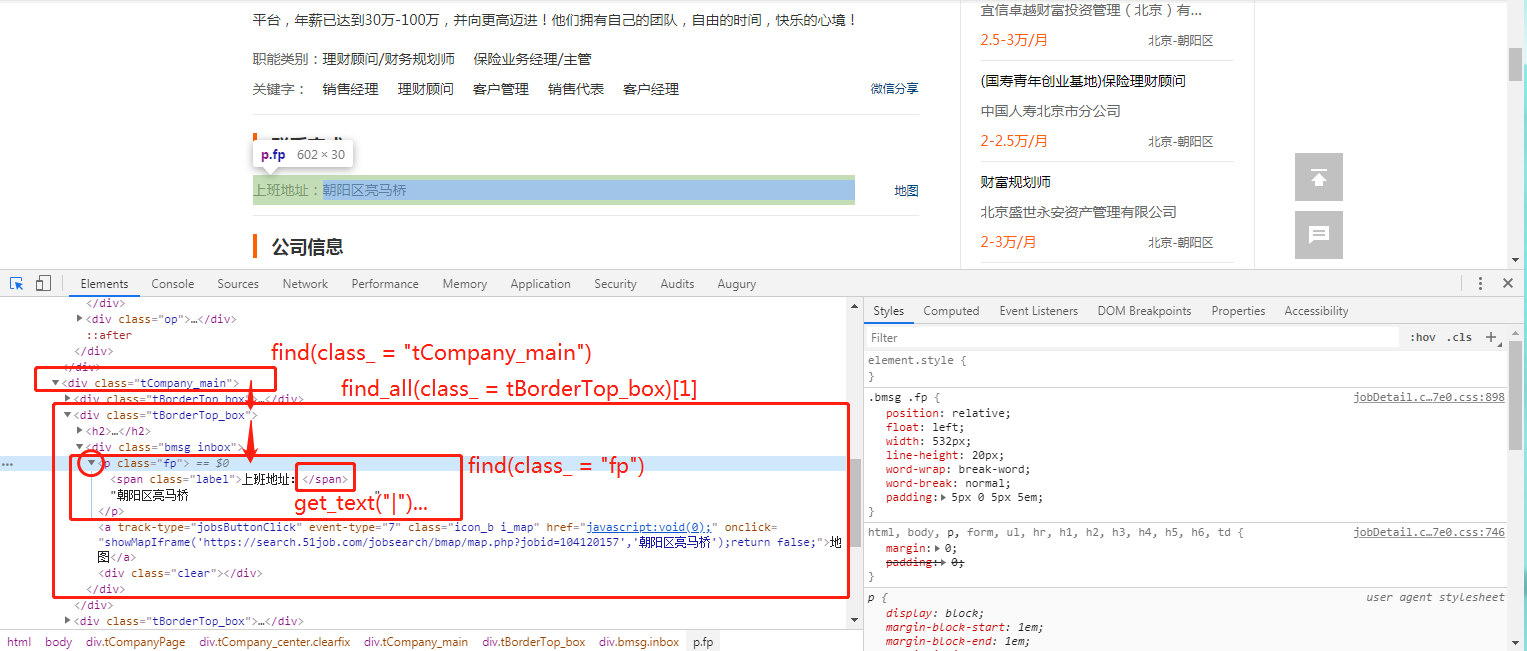 平台，年薪已达到30万-100万，并向更高迈进！他们拥有自己的团队，自由的时间，快乐的心境！
职能类别：理财顾问/财务规划师 保险业务经理/主管
关键字： 销售经理 理财顾问 客户管理 销售代表 客户经理 微信分享
p.fp 602 × 30
上班地址：朝阳区亮马桥 地图
公司信息
宜信卓越财富投资管理（北京）有...
2.5-3万/月 北京-朝阳区
(国寿青年创业基地)保险理财顾问
中国人寿北京市分公司
2-2.5万/月 北京-朝阳区
财富规划师
北京盛世永安资产管理有限公司
2-3万/月 北京-朝阳区
Elements Console Sources Network Performance Memory Application Security Audits Augury
</div>
<div class="op">…</div>
::after
</div>
</div>
<div class="tCompany_main">
<div class="tBorderTop_box">…</div>
<div class="tBorderTop_box">
<h2>…</h2>
<div class="bmsg inbox">
<p class="fp"> == $0
<span class="label">上班地址：</span>
"朝阳区亮马桥 "
</p>
<a track-type="jobsButtonClick" event-type="7" class="icon_b i_map" href="javascript:void(0);" onclick=
"showMapIframe('https://search.51job.com/jobsearch/bmap/map.php?jobid=104120157','朝阳区亮马桥');return false;">地
图</a>
<div class="clear"></div>
</div>
</div>
<div class="tBorderTop_box">…</div>
find(class_ = "tCompany_main")
find_all(class_ = tBorderTop_box)[1]
find(class_ = "fp")
get_text("|")...
html body div.tCompanyPage div.tCompany_center.clearfix div.tCompany_main div.tBorderTop_box div.bmsg.inbox p.fp
Styles Computed Event Listeners DOM Breakpoints Properties Accessibility
Filter :hov .cls +
element.style {
}
.bmsg .fp { jobDetail.c…7e0.css:898
position: relative;
float: left;
width: 532px;
line-height: 20px;
word-wrap: break-word;
word-break: normal;
padding: 5px 0 5px 5em;
}
html, body, p, form, ul, hr, h1, h2, h3, h4, h5, h6, td { jobDetail.c…7e0.css:746
margin: 0;
padding: 0;
}
p { user agent stylesheet
display: block;
margin-block-start: 1em;
margin-block-end: 1em;